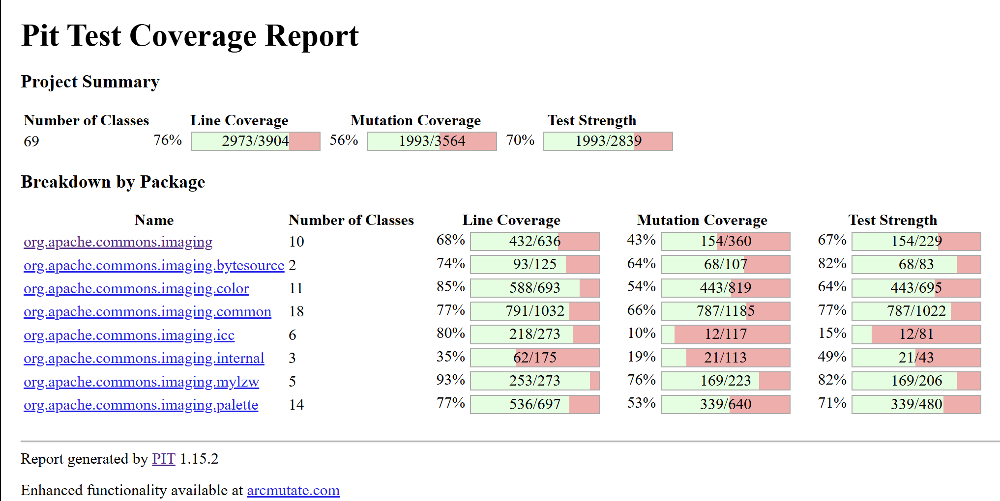 Pit Test Coverage Report
Project Summary
Number of Classes Line Coverage Mutation Coverage Test Strength
69 76% 2973/3904 56% 1993/3564 70% 1993/2839
Breakdown by Package
Name Number of Classes Line Coverage Mutation Coverage Test Strength
org.apache.commons.imaging 10 68% 432/636 43% 154/360 67% 154/229
org.apache.commons.imaging.bytesource 2 74% 93/125 64% 68/107 82% 68/83
org.apache.commons.imaging.color 11 85% 588/693 54% 443/819 64% 443/695
org.apache.commons.imaging.common 18 77% 791/1032 66% 787/1185 77% 787/1022
org.apache.commons.imaging.icc 6 80% 218/273 10% 12/117 15% 12/81
org.apache.commons.imaging.internal 3 35% 62/175 19% 21/113 49% 21/43
org.apache.commons.imaging.mylzw 5 93% 253/273 76% 169/223 82% 169/206
org.apache.commons.imaging.palette 14 77% 536/697 53% 339/640 71% 339/480
Report generated by PIT 1.15.2
Enhanced functionality available at arcmutate.com